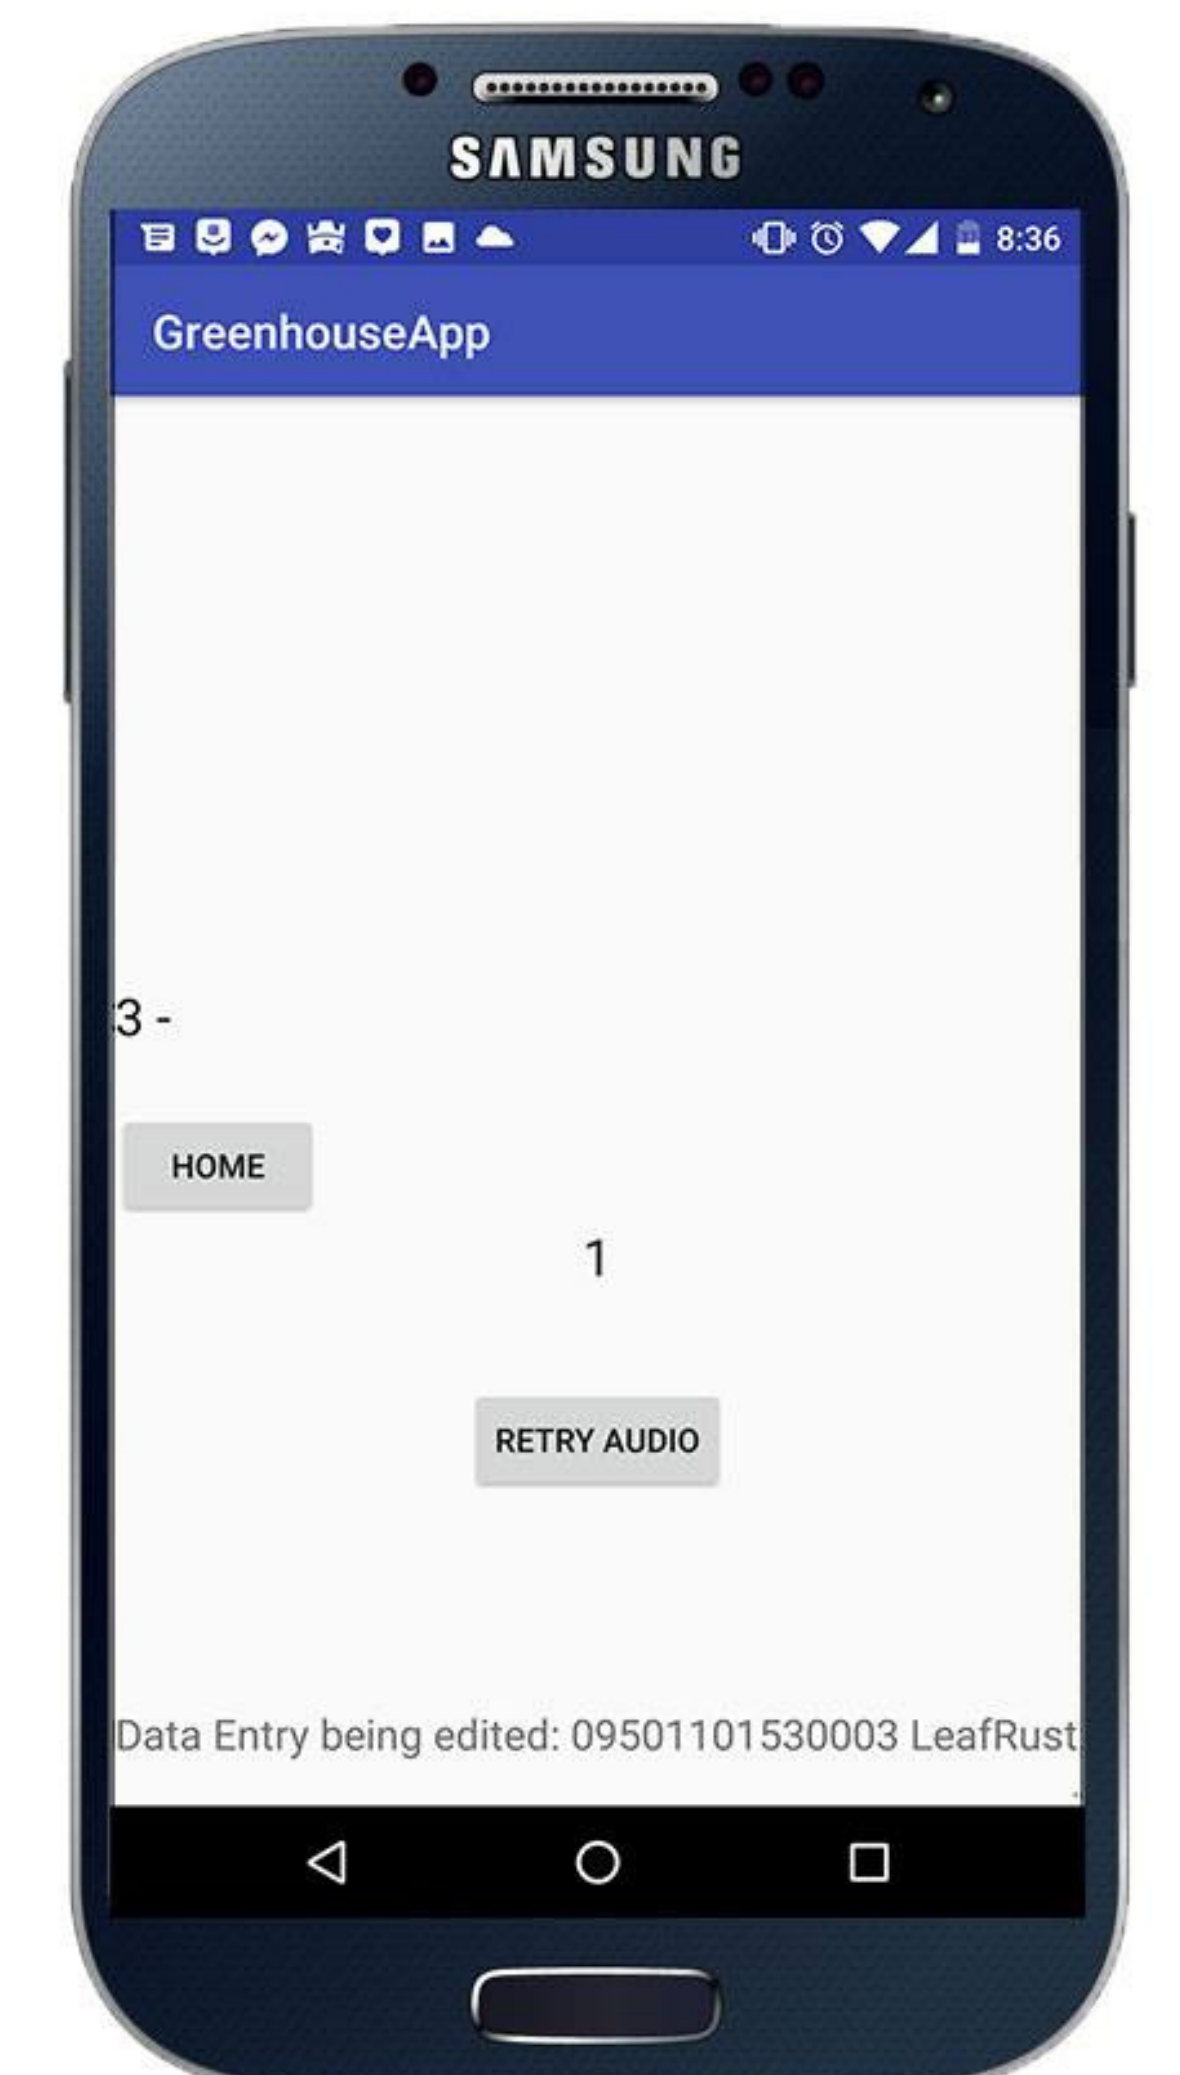 SAMSUNG
8:36
GreenhouseApp
3 -
HOME
1
RETRY AUDIO
Data Entry being edited: 09501101530003 LeafRust